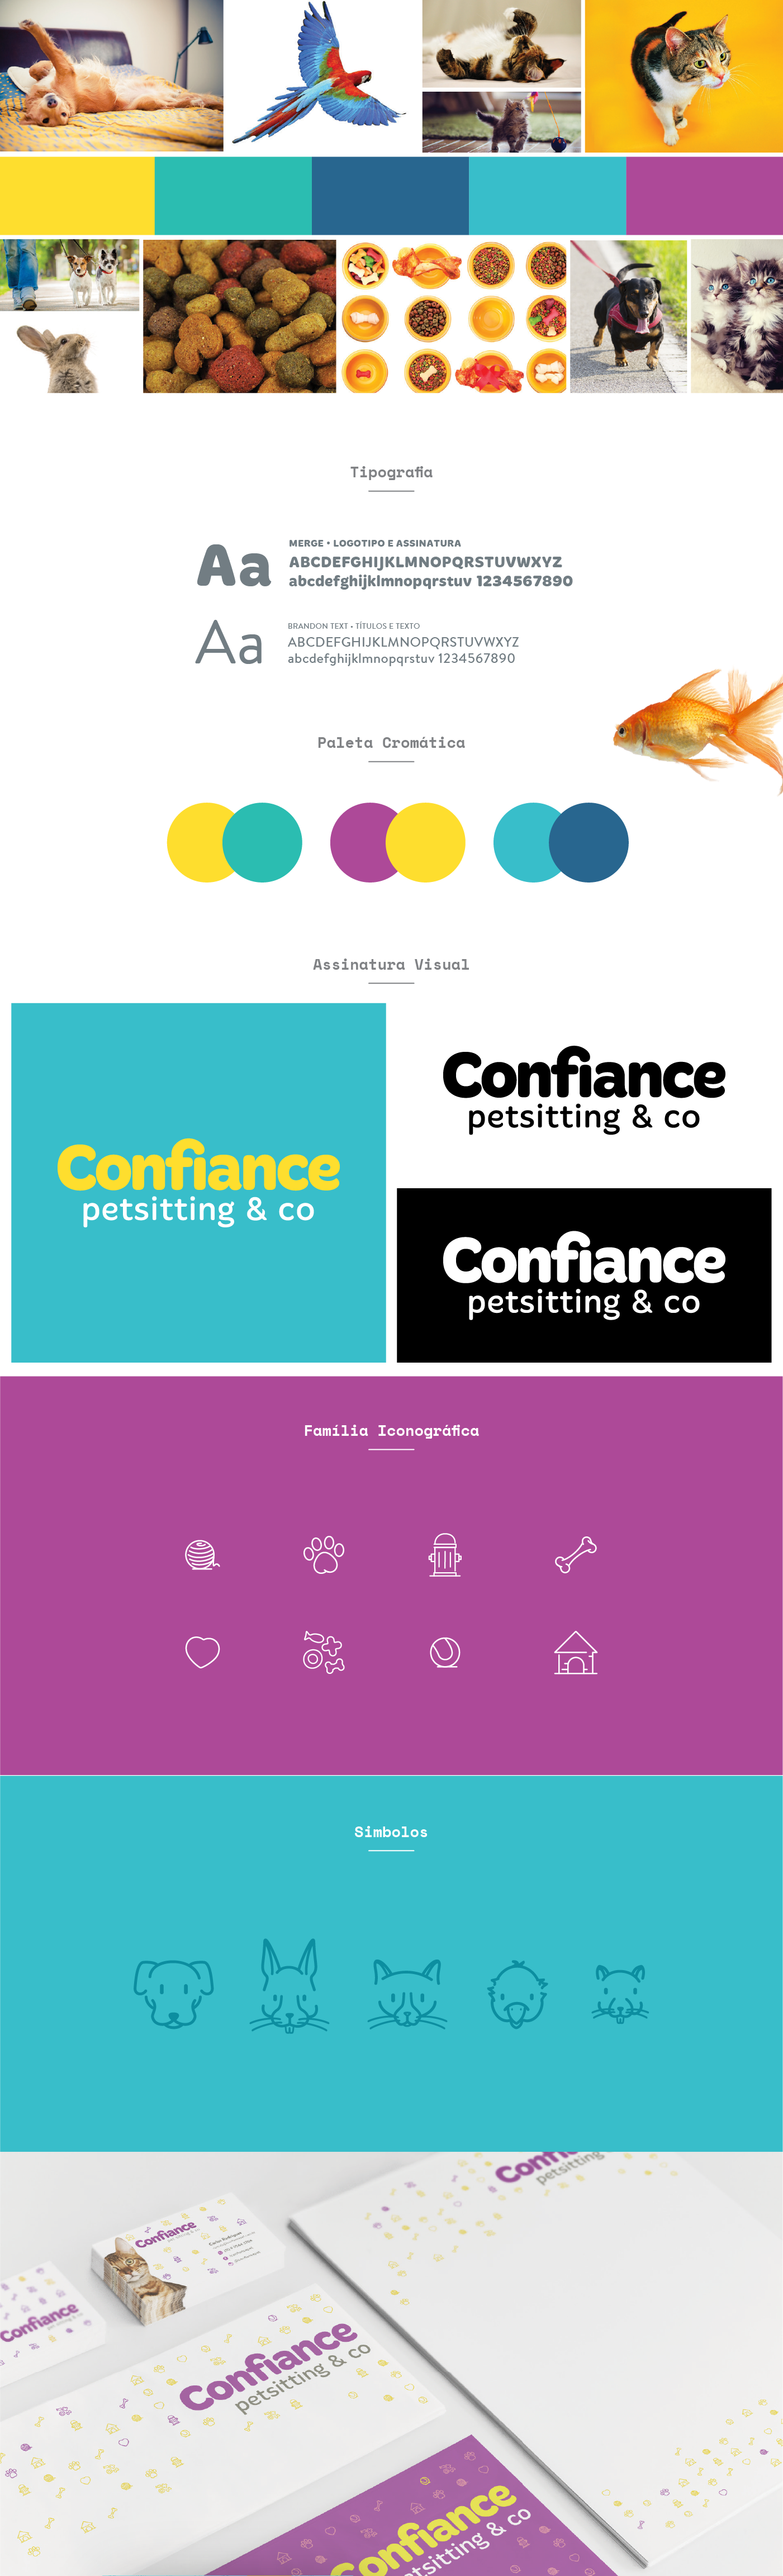 Tipografia
Aa
MERGE • LOGOTIPO E ASSINATURA
ABCDEFGHIJKLMNOPQRSTUVWXYZ
abcdefghijklmnopqrstuv 1234567890
Aa
BRANDON TEXT • TÍTULOS E TEXTO
ABCDEFGHIJKLMNOPQRSTUVWXYZ
abcdefghijklmnopqrstuv 1234567890
Paleta Cromática
Assinatura Visual
Confiance
petsitting & co
Confiance
petsitting & co
Confiance
petsitting & co
Família Iconográfica
Simbolos
petsitting
Confiance
petsitting & co
Confiance
Confiance
petsitting & co
Confiance